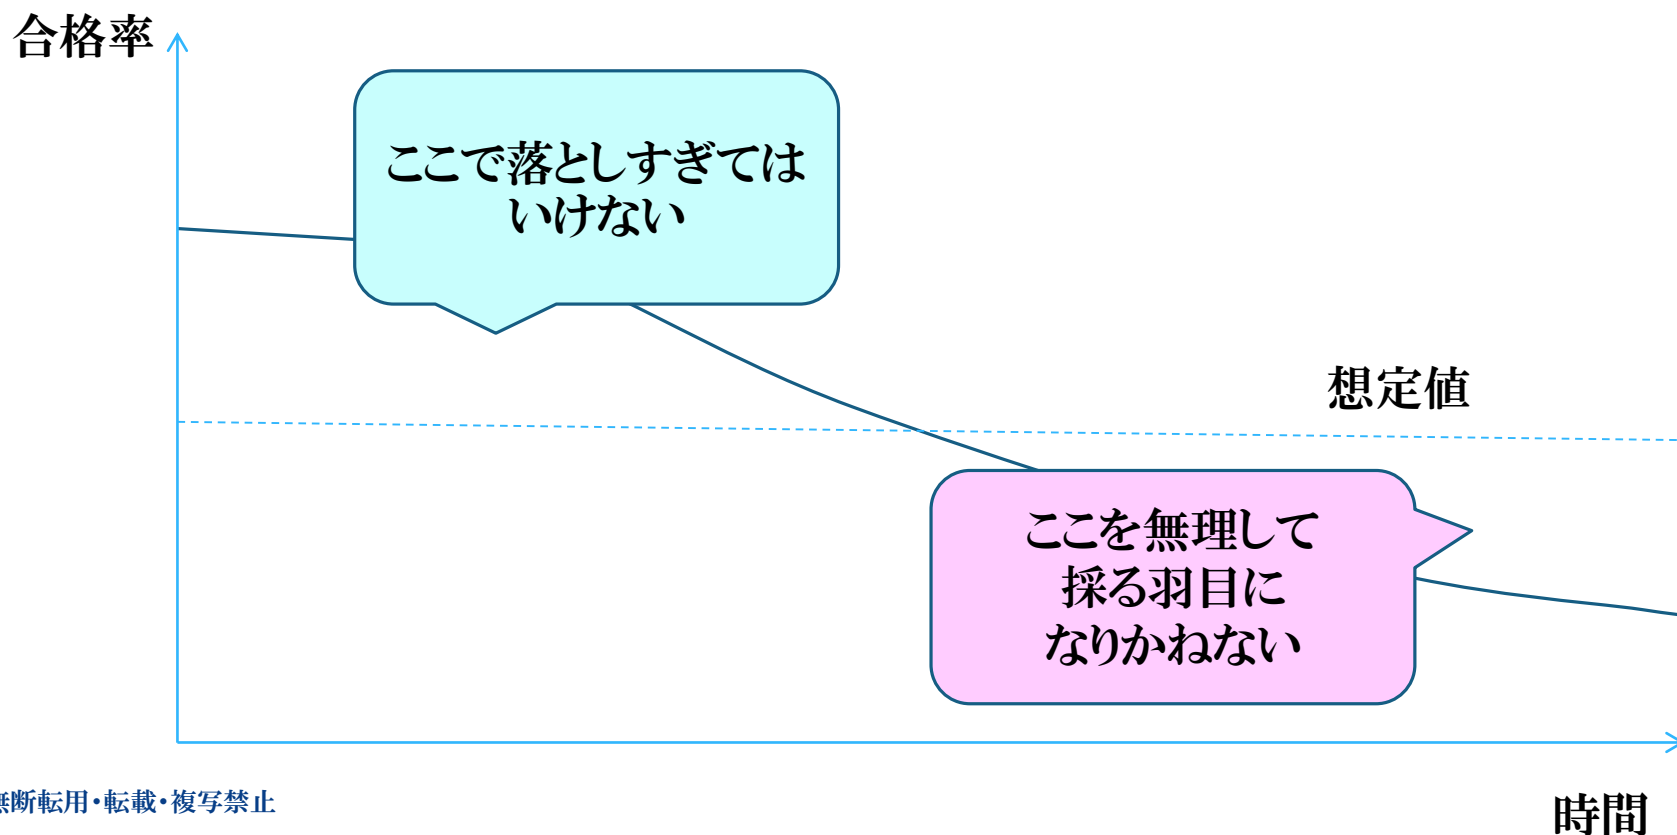 合格率
ここで落としすぎては
いけない
想定値
ここを無理して
採る羽目に
なりかねない
無断転用・転載・複写禁止
時間